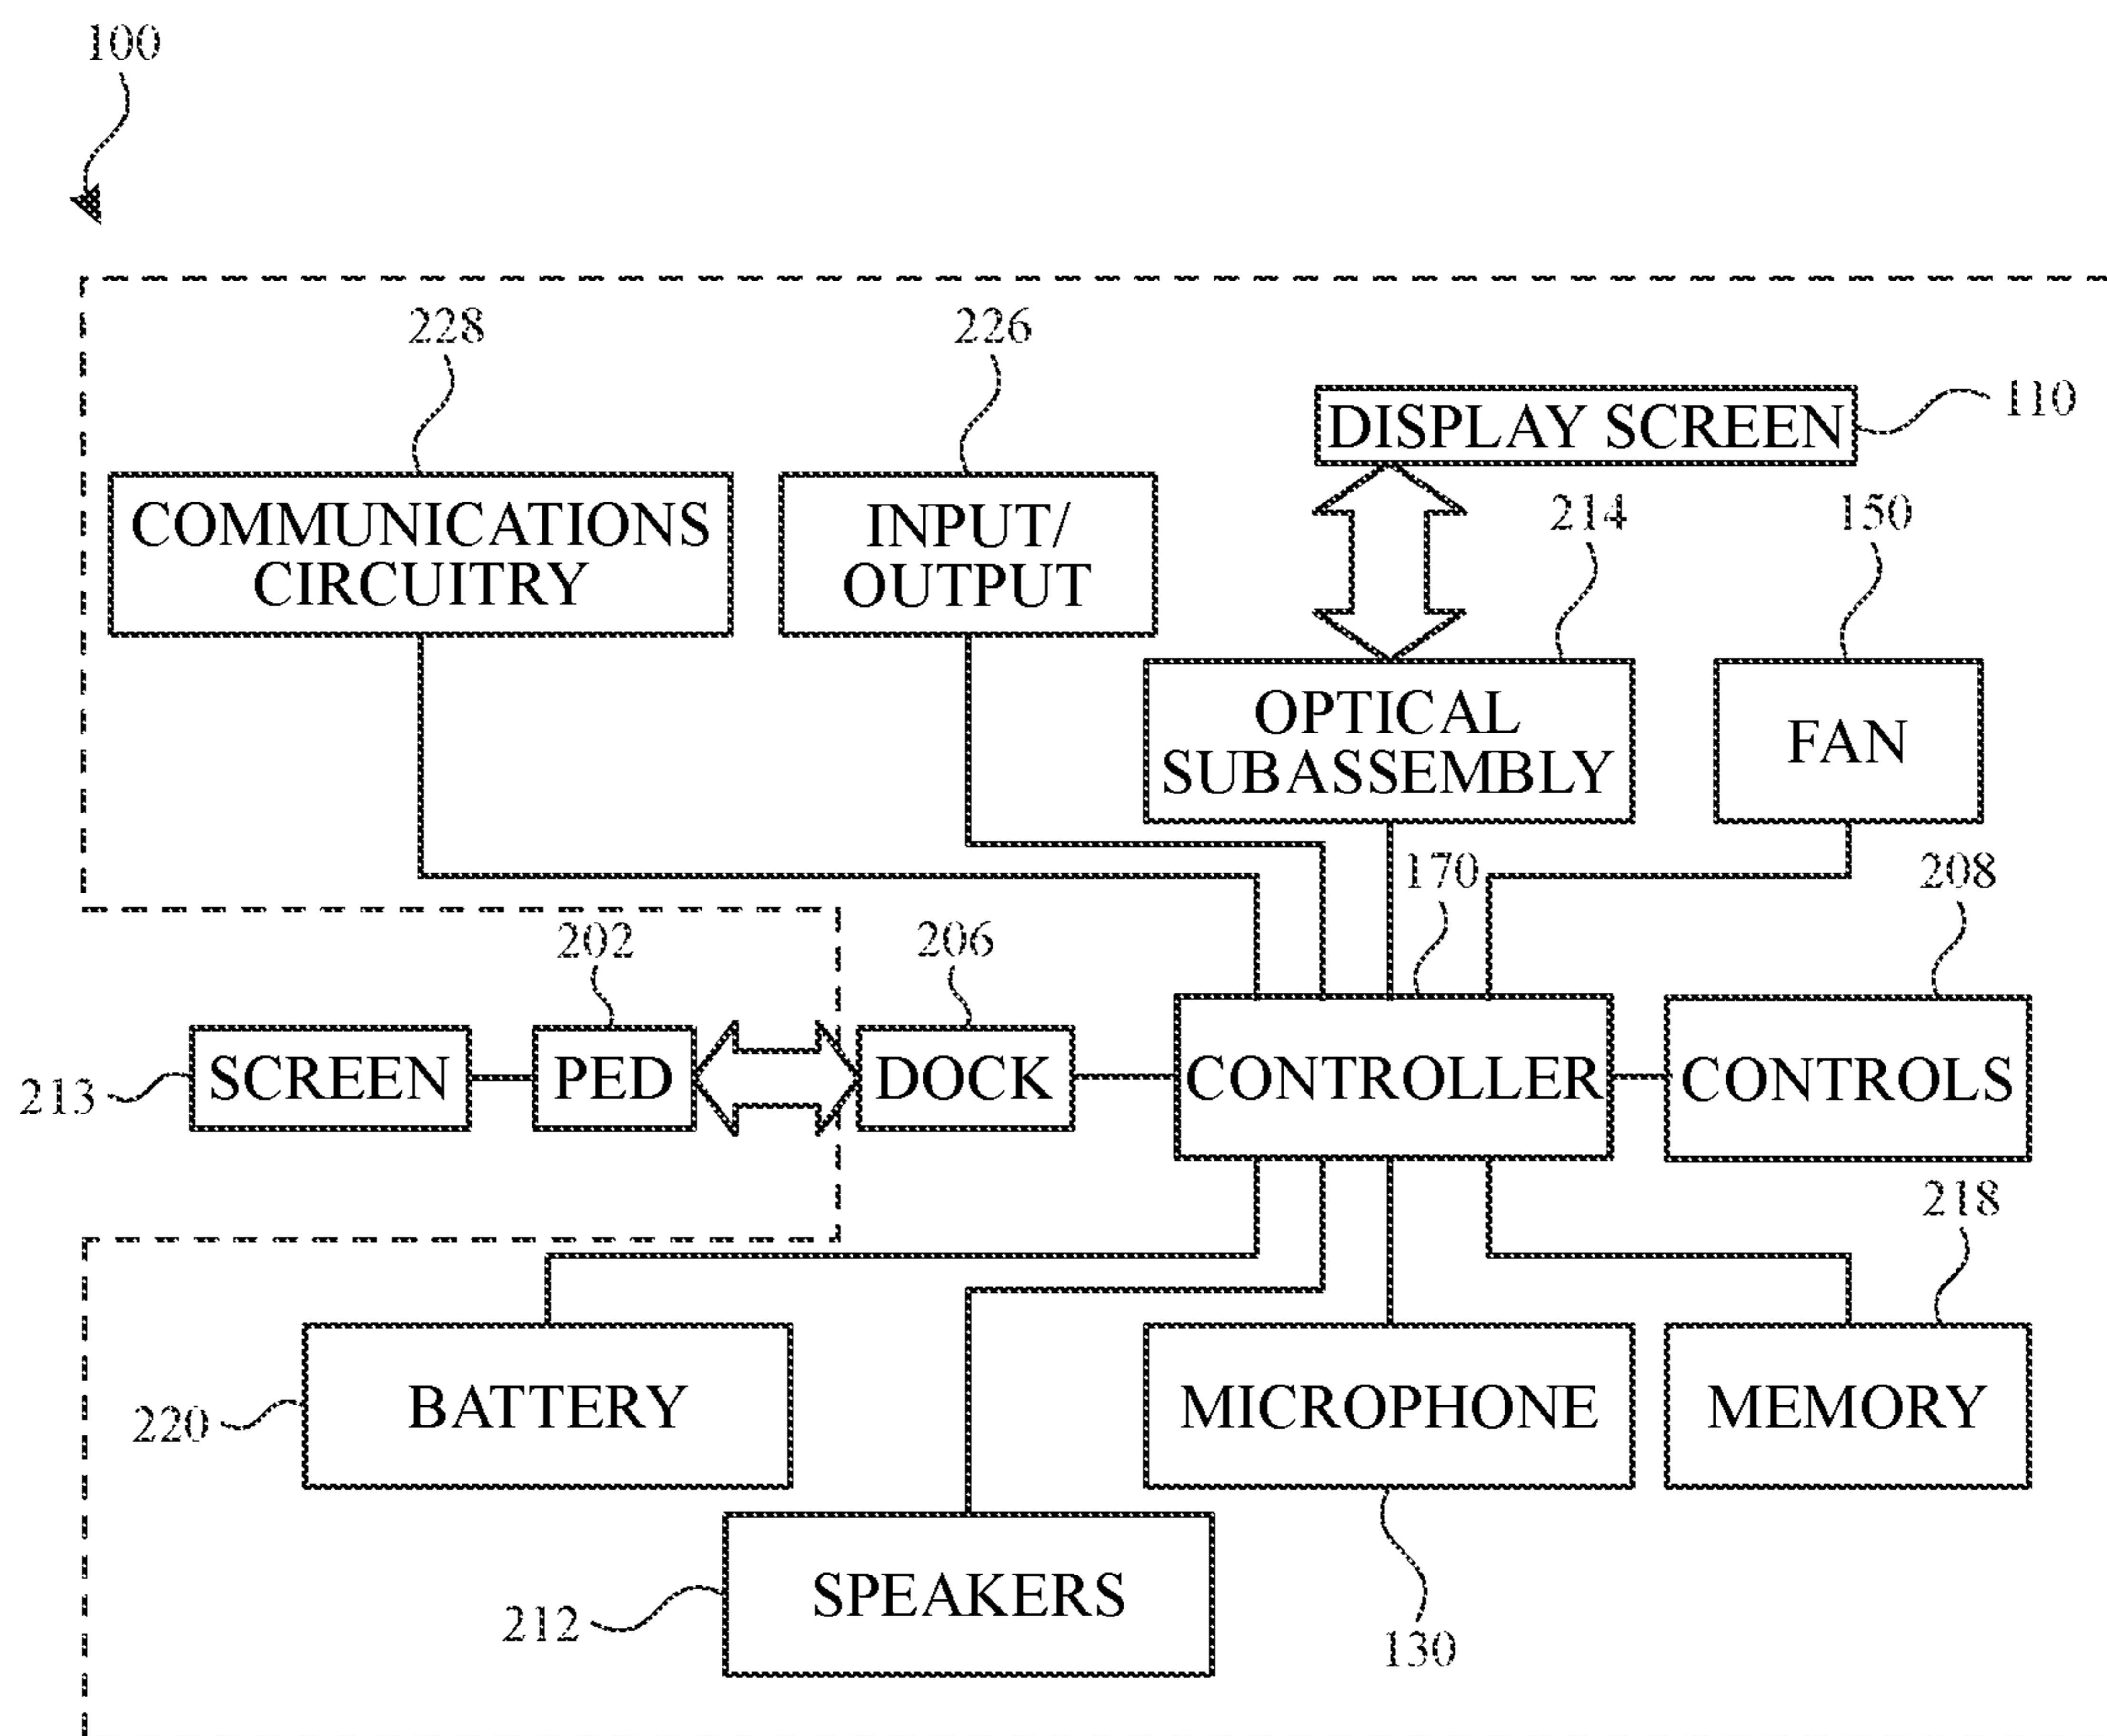 100
228
226
110
DISPLAY SCREEN
214
150
COMMUNICATIONS
CIRCUITRY
INPUT/
OUTPUT
OPTICAL
SUBASSEMBLY
FAN
170
208
202
206
213
SCREEN
PED
DOCK
CONTROLLER
CONTROLS
218
220
BATTERY
MICROPHONE
MEMORY
212
SPEAKERS
130